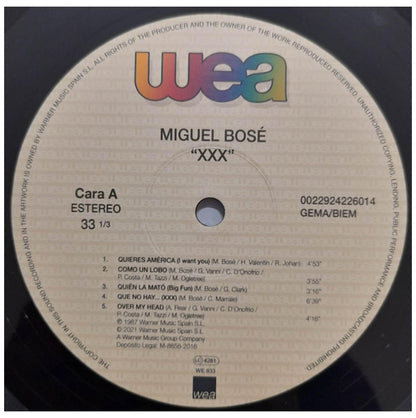 ALL RIGHTS OF THE PRODUCER AND THE OWNER OF THE WORK REPRODUCED RESERVED. UNAUTHORIZED COPYING, LENDING, PUBLIC PERFORMANCE AND BROADCASTING PROHIBITED.
THE COPYRIGHT IN THIS SOUND RECORDING AND IN THE ARTWORK IS OWNED BY WARNER MUSIC SPAIN S.L.
wea
MIGUEL BOSÉ
"XXX"
Cara A
ESTEREO
33 1/3
0022924226014
GEMA/BIEM
1. QUIERES AMÉRICA (I want you) (M. Bosé / H. Valentin / R. Johan) 4'53"
2. COMO UN LOBO (M. Bosé / G. Vanni / C. D'Onofrio /
P. Costa / M. Tazzi / M. Ogletree) 3'55"
3. QUIÉN LA MATÓ (Big Fun) (M. Bosé / G. Clark) 3'16"
4. QUE NO HAY... (XXX) (M. Bosé / C. Marrale) 6'39"
5. OVER MY HEAD (A. Fear / G. Vanni / C. D'Onofrio /
P. Costa / M. Tazzi / M. Ogletree) 4'16"
℗ 1987 Warner Music Spain S.L.
© 2021 Warner Music Spain S.L.
A Warner Music Group Company
Depósito Legal: M-8656-2016
LC 4281
WE 833
wea